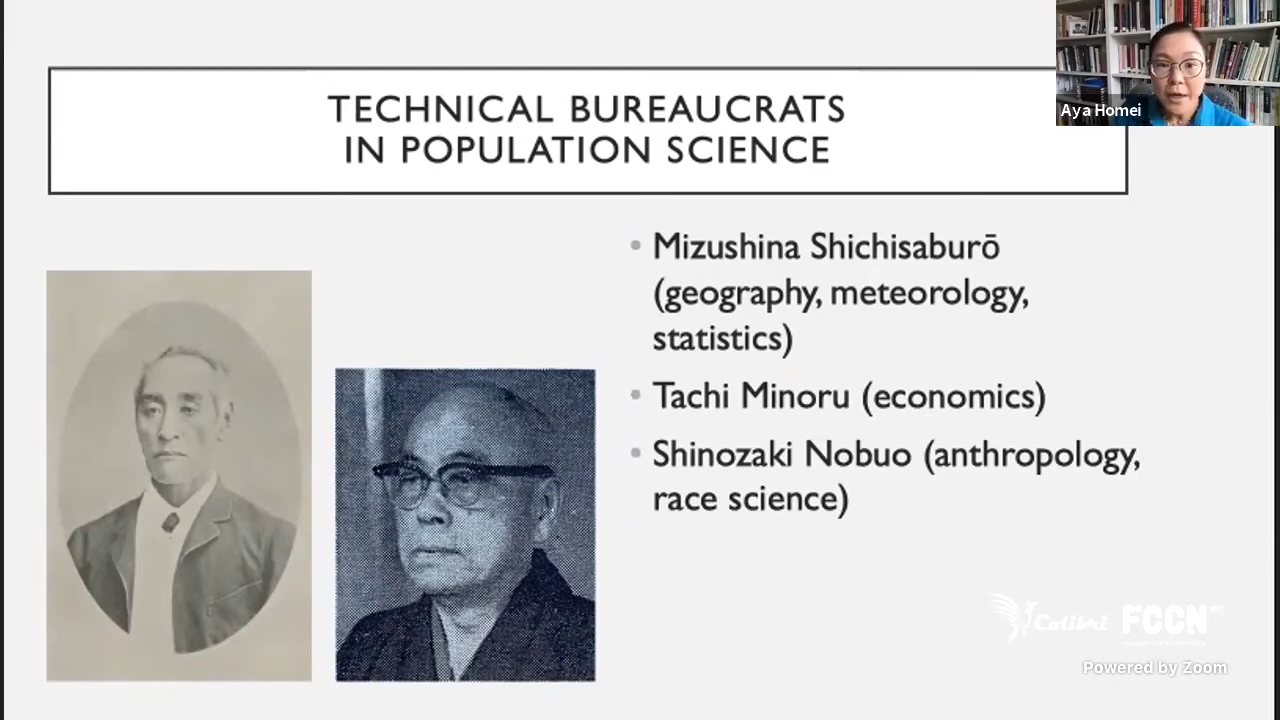 TECHNICAL BUREAUCRATS
IN POPULATION SCIENCE
Aya Homei
• Mizushina Shichisaburō
(geography, meteorology,
statistics)
• Tachi Minoru (economics)
• Shinozaki Nobuo (anthropology,
race science)
Colibri FCCN
Powered by Zoom